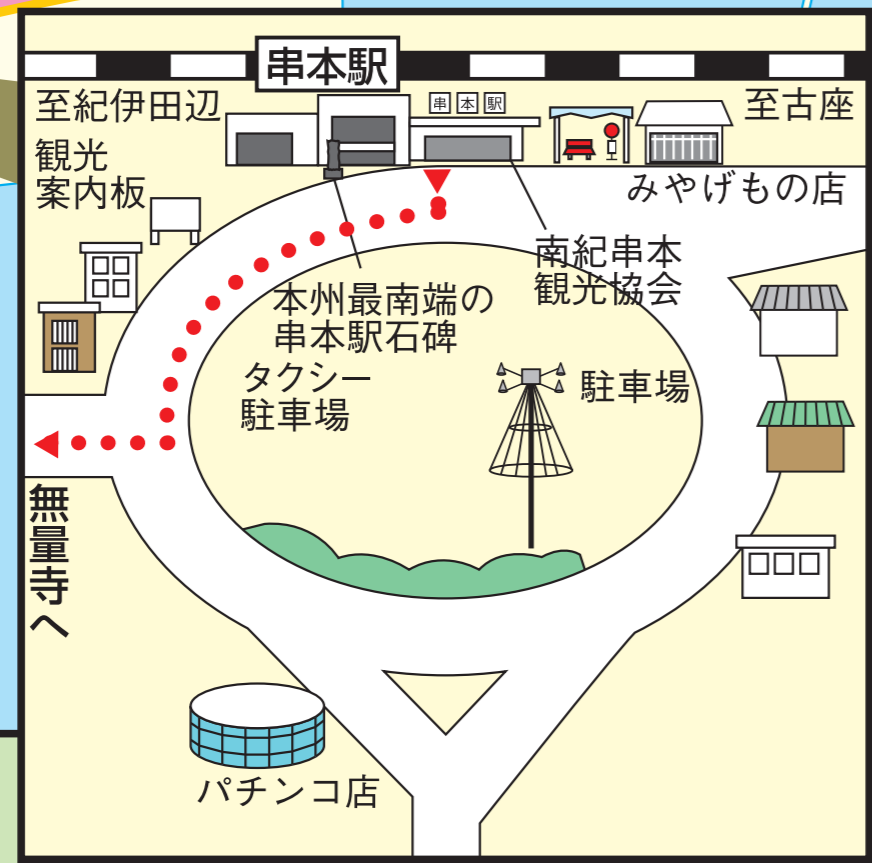 串本駅
至紀伊田辺
串本駅
至古座
観光
案内板
みやげもの店
南紀串本
観光協会
本州最南端の
串本駅石碑
タクシー
駐車場
駐車場
無量寺へ
パチンコ店